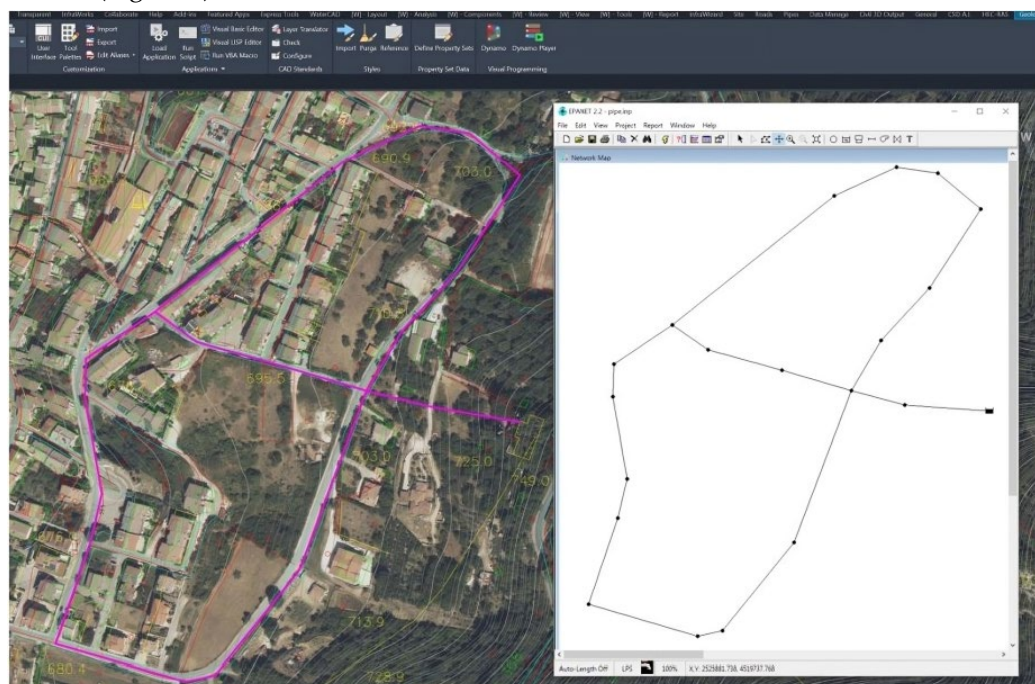 Transparent InfraWorks Collaborate Help Add-ins Featured Apps Express Tools WaterCAD [W] - Layout [W] - Analysis [W] - Components [W] - Review [W] - View [W] - Tools [W] - Report InfraWizard Site Roads Pipes Data Manage Civil 3D Output General HEC-RAS
User Interface
Tool Palettes
Import
Export
Edit Aliases
Customization
Load Application
Run Script
Visual Basic Editor
Visual LISP Editor
Run VBA Macro
Applications
Layer Translator
Check
Configure
CAD Standards
Import Purge Reference
Styles
Define Property Sets
Property Set Data
Dynamo Dynamo Player
Visual Programming
EPANET 2.2 - pipe.inp
File Edit View Project Report Window Help
Network Map
690.9
703.0
695.5
703.0
725.0
749.0
713.9
680.4
728.9
Auto-Length Off LPS 100% X,Y: 2525881.738, 4519737.768